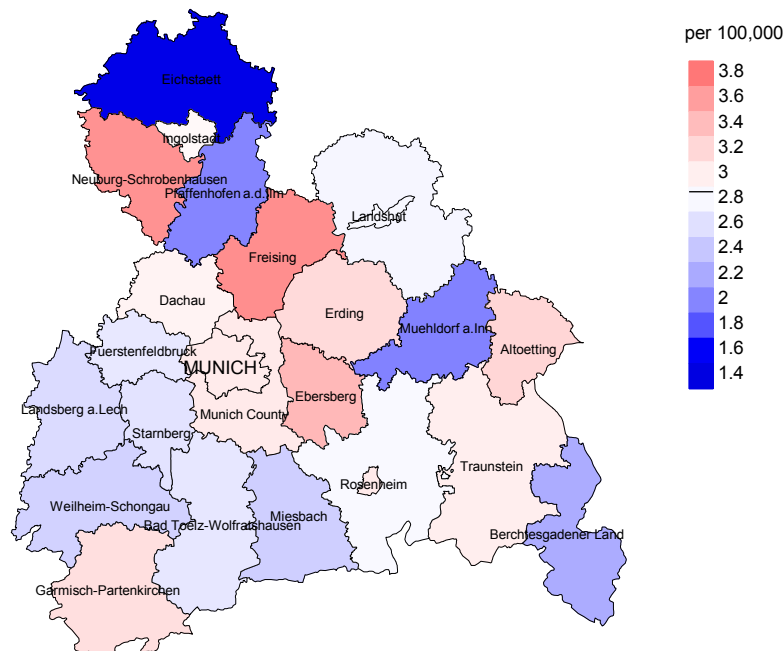 per 100,000
3.8
3.6
3.4
3.2
3
2.8
2.6
2.4
2.2
2
1.8
1.6
1.4
Eichstaett
Ingolstadt
Neuburg-Schrobenhausen
Pfaffenhofen a.d.Ilm
Landshut
Freising
Dachau
Erding
Muehldorf a.Inn
Altoetting
Fuerstenfeldbruck
MUNICH
Ebersberg
Landsberg a.Lech
Munich County
Starnberg
Traunstein
Rosenheim
Weilheim-Schongau
Miesbach
Bad Toelz-Wolfratshausen
Berchtesgadener Land
Garmisch-Partenkirchen